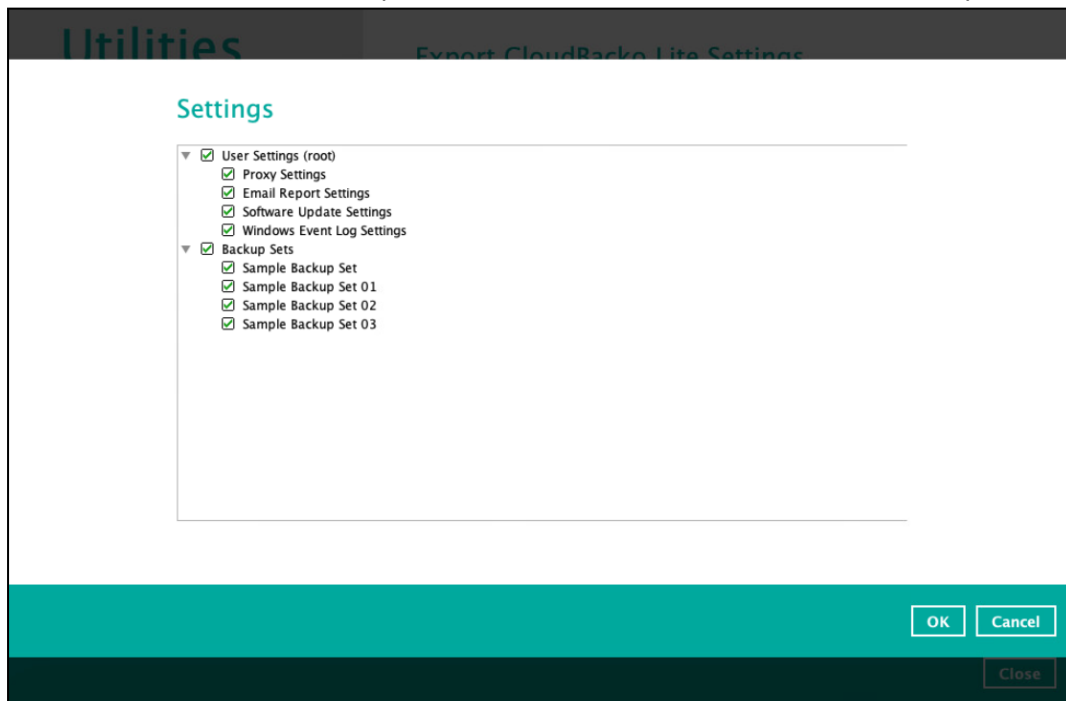 Utilities
Export CloudBacko Lite Settings
Settings
User Settings (root)
Proxy Settings
Email Report Settings
Software Update Settings
Windows Event Log Settings
Backup Sets
Sample Backup Set
Sample Backup Set 01
Sample Backup Set 02
Sample Backup Set 03
OK Cancel
Close